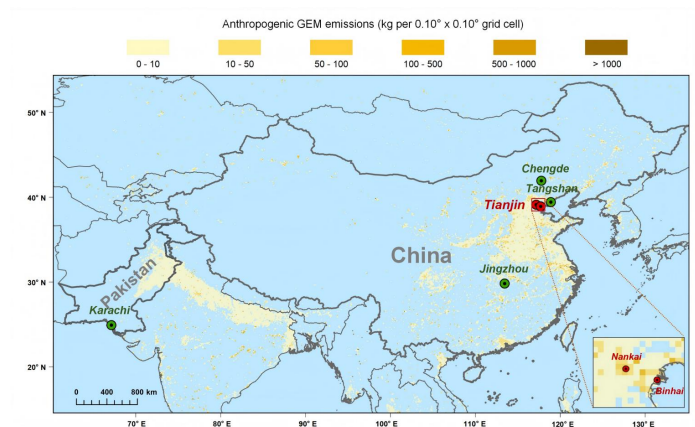 Anthropogenic GEM emissions (kg per 0.10° x 0.10° grid cell)
0 - 10 10 - 50 50 - 100 100 - 500 500 - 1000 > 1000
50° N
Chengde
40° N
Tangshan
Tianjin
China
Pakistan
30° N
Jingzhou
Karachi
Nankai
20° N
Binhai
0 400 800 km
70° E 80° E 90° E 100° E 110° E 120° E 130° E